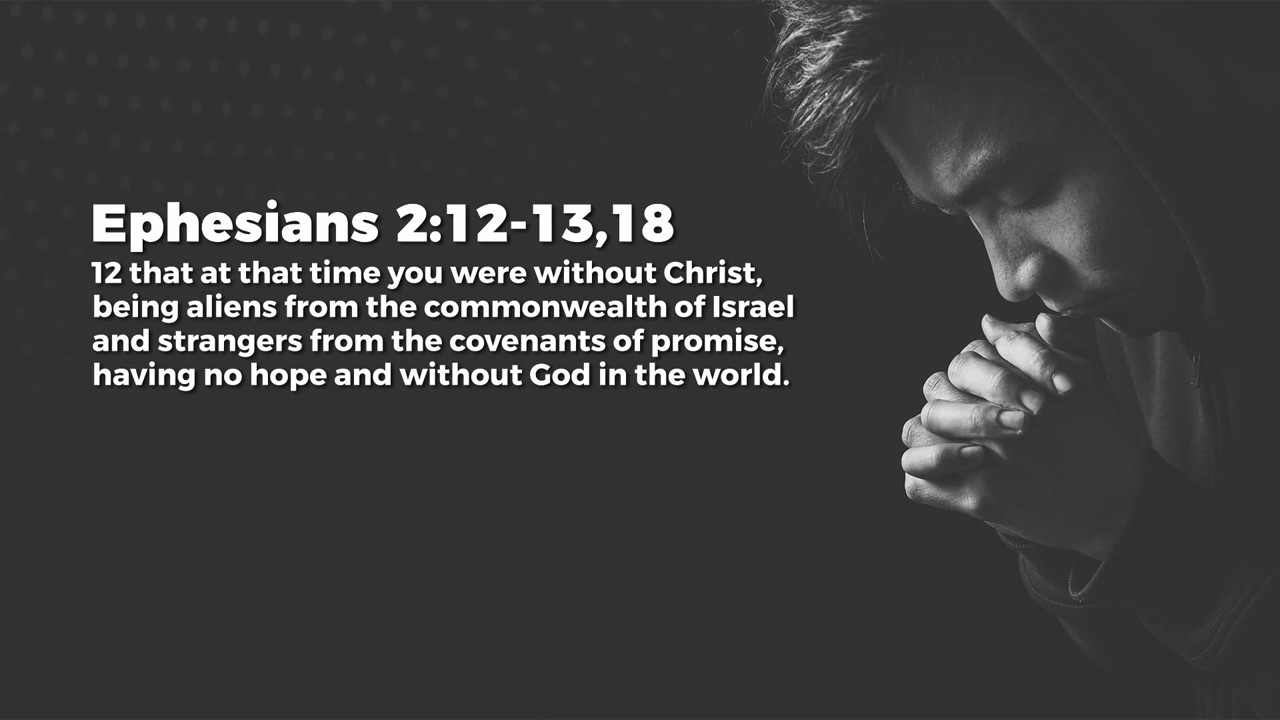 Ephesians 2:12-13,18
12 that at that time you were without Christ,
being aliens from the commonwealth of Israel
and strangers from the covenants of promise,
having no hope and without God in the world.